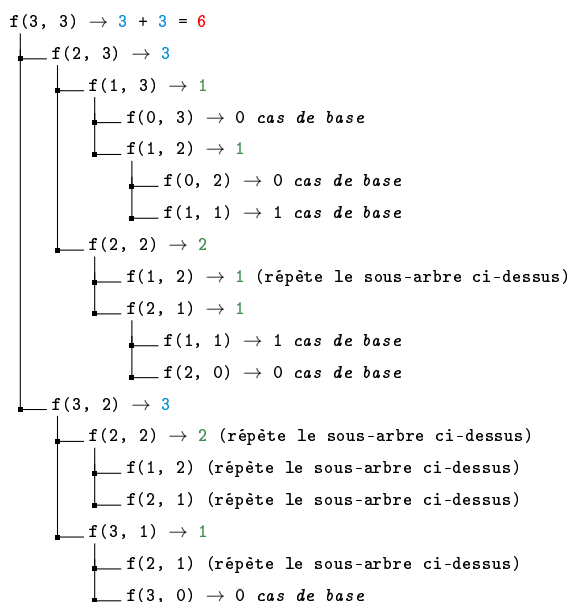 f(3, 3) → 3 + 3 = 6
f(2, 3) → 3
f(1, 3) → 1
f(0, 3) → 0 cas de base
f(1, 2) → 1
f(0, 2) → 0 cas de base
f(1, 1) → 1 cas de base
f(2, 2) → 2
f(1, 2) → 1 (répète le sous-arbre ci-dessus)
f(2, 1) → 1
f(1, 1) → 1 cas de base
f(2, 0) → 0 cas de base
f(3, 2) → 3
f(2, 2) → 2 (répète le sous-arbre ci-dessus)
f(1, 2) (répète le sous-arbre ci-dessus)
f(2, 1) (répète le sous-arbre ci-dessus)
f(3, 1) → 1
f(2, 1) (répète le sous-arbre ci-dessus)
f(3, 0) → 0 cas de base